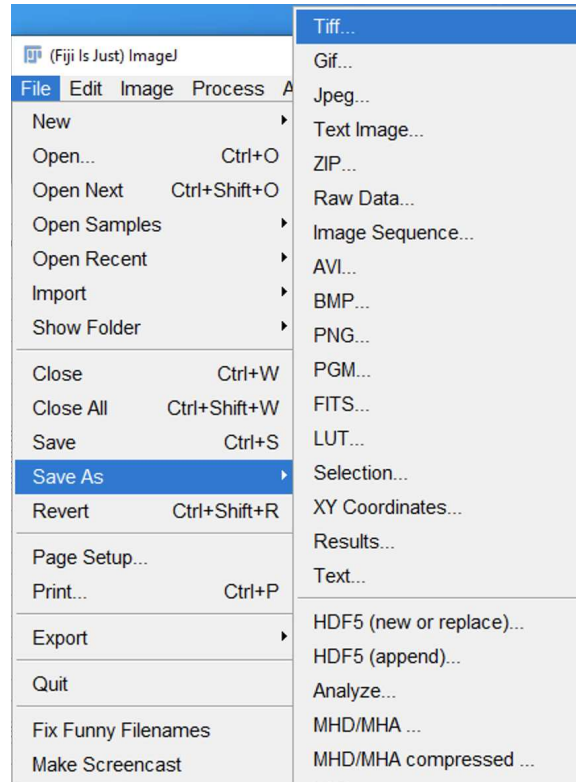 (Fiji Is Just) ImageJ
File Edit Image Process A
New
Open... Ctrl+O
Open Next Ctrl+Shift+O
Open Samples
Open Recent
Import
Show Folder
Close Ctrl+W
Close All Ctrl+Shift+W
Save Ctrl+S
Save As
Revert Ctrl+Shift+R
Page Setup...
Print... Ctrl+P
Export
Quit
Fix Funny Filenames
Make Screencast
Tiff...
Gif...
Jpeg...
Text Image...
ZIP...
Raw Data...
Image Sequence...
AVI...
BMP...
PNG...
PGM...
FITS...
LUT...
Selection...
XY Coordinates...
Results...
Text...
HDF5 (new or replace)...
HDF5 (append)...
Analyze...
MHD/MHA ...
MHD/MHA compressed ...